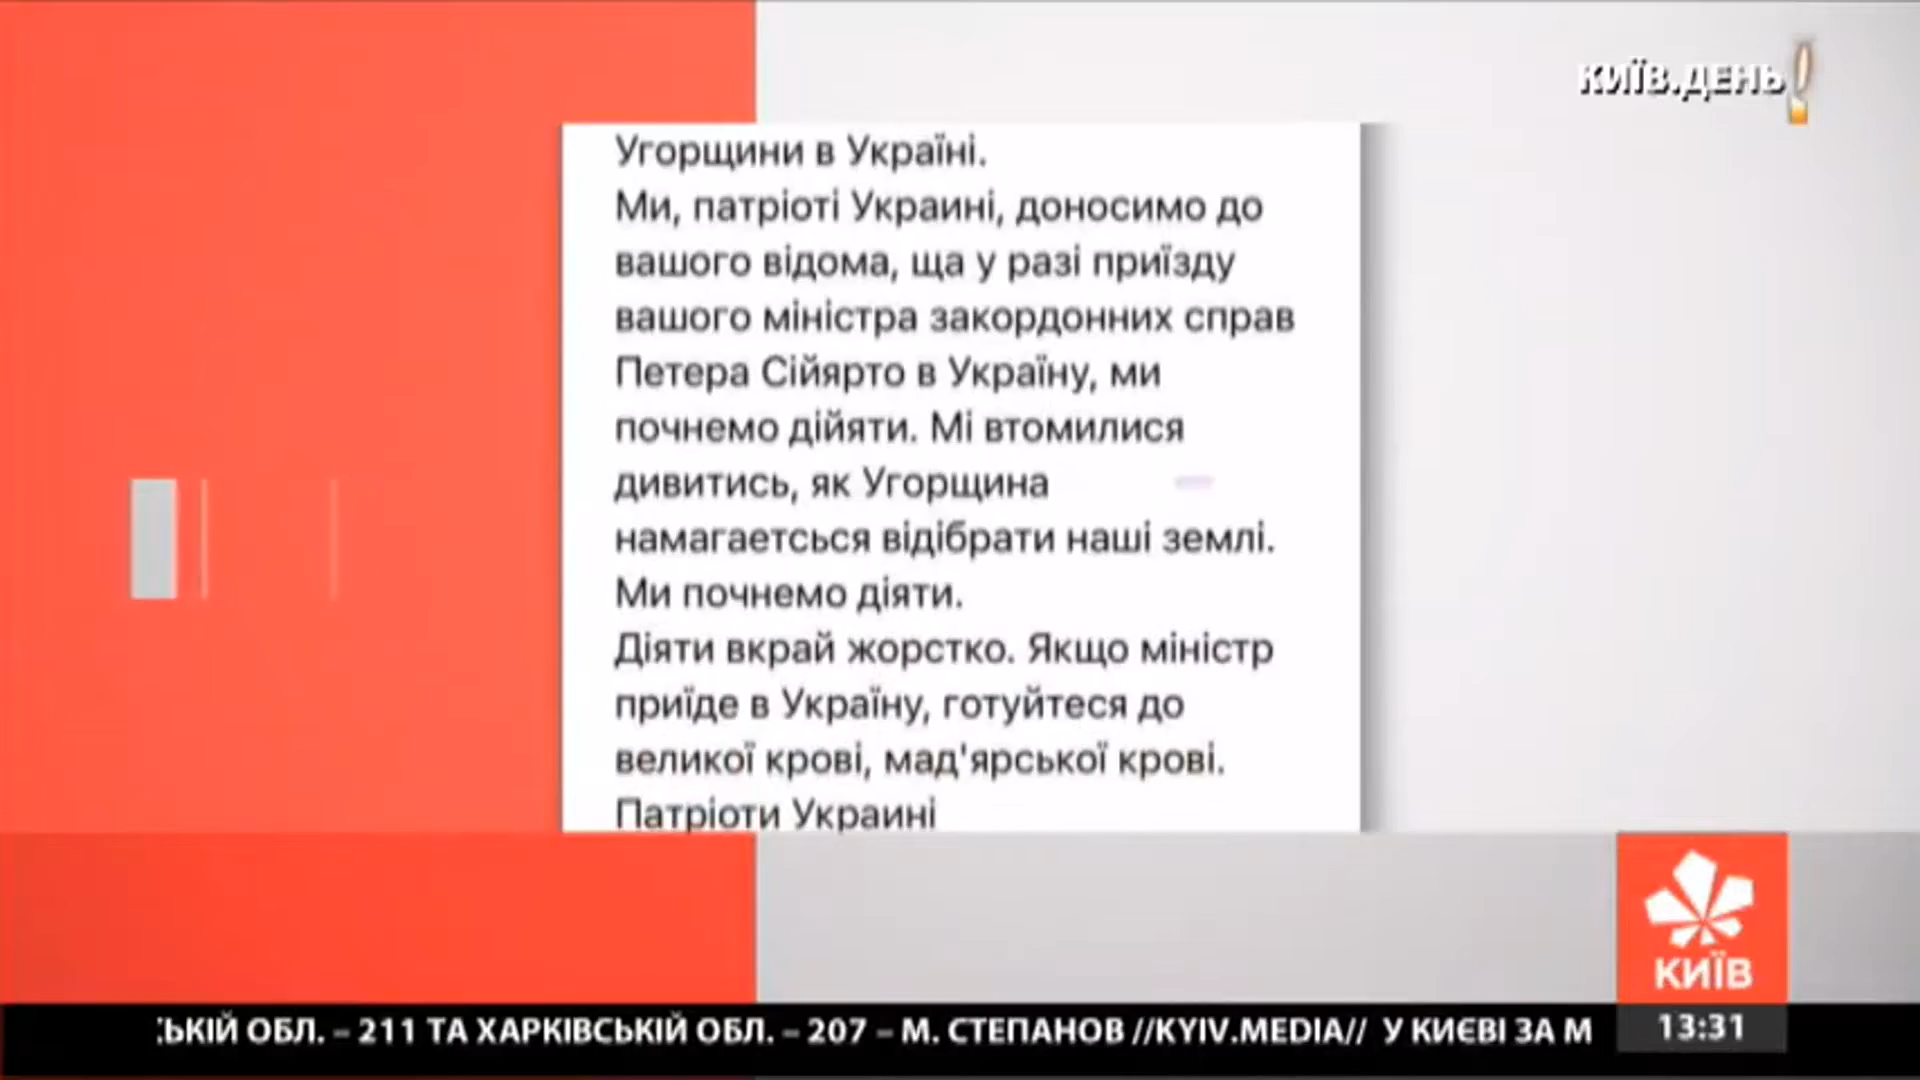 КИЇВ.ДЕНЬ
Угорщини в Україні.
Ми, патріоті Украині, доносимо до
вашого відома, ща у разі приїзду
вашого міністра закордонних справ
Петера Сійярто в Україну, ми
почнемо дійяти. Мі втомилися
дивитись, як Угорщина
намагаеться відібрати наші землі.
Ми почнемо діяти.
Діяти вкрай жорстко. Якщо міністр
приїде в Україну, готуйтеся до
великої крові, мад'ярської крові.
Патріоти Украині
КИЇВ
ЬКІЙ ОБЛ. – 211 ТА ХАРКІВСЬКІЙ ОБЛ. – 207 – М. СТЕПАНОВ //KYIV.MEDIA// У КИЄВІ ЗА М
13:31